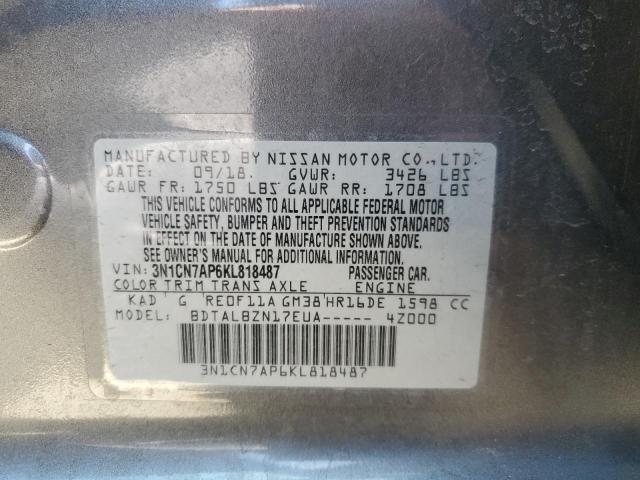 MANUFACTURED BY NISSAN MOTOR CO.,LTD.
DATE: 09/18. GVWR: 3426 LBS
GAWR FR: 1750 LBS GAWR RR: 1708 LBS
THIS VEHICLE CONFORMS TO ALL APPLICABLE FEDERAL MOTOR
VEHICLE SAFETY, BUMPER AND THEFT PREVENTION STANDARDS
IN EFFECT ON THE DATE OF MANUFACTURE SHOWN ABOVE.
SEE OWNER'S MANUAL FOR ADDITIONAL INFORMATION.
VIN: 3N1CN7AP6KL818487 PASSENGER CAR.
COLOR TRIM TRANS AXLE ENGINE
KAD G RE0F11A GM38 HR16DE 1598 CC
MODEL: BDTALBZN17EUA----- 4Z000
3N1CN7AP6KL818487